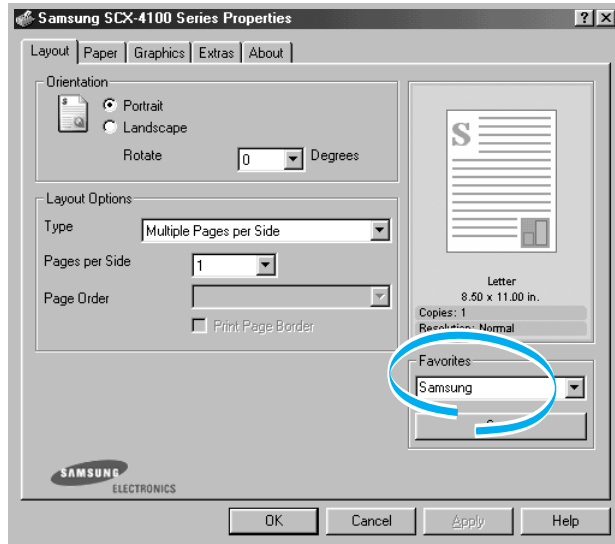 Samsung SCX-4100 Series Properties
Layout Paper Graphics Extras About
Orientation
Portrait
Landscape
Rotate 0 Degrees
Layout Options
Type Multiple Pages per Side
Pages per Side 1
Page Order
Print Page Border
S
Letter
8.50 x 11.00 in.
Copies: 1
Resolution: Normal
Favorites
Samsung
SAMSUNG
ELECTRONICS
OK Cancel Apply Help